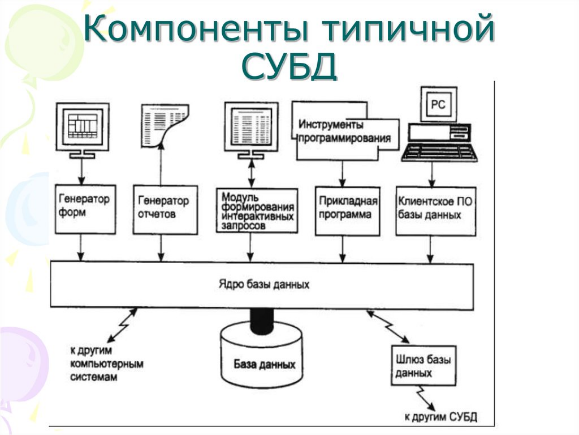 Компоненты типичной
СУБД
PC
Инструменты
программирования
Генератор
форм
Генератор
отчетов
Модуль
формирования
интерактивных
запросов
Прикладная
программа
Клиентское ПО
базы данных
Ядро базы данных
к другим
компьютерным
системам
База данных
Шлюз базы
данных
к другим СУБД